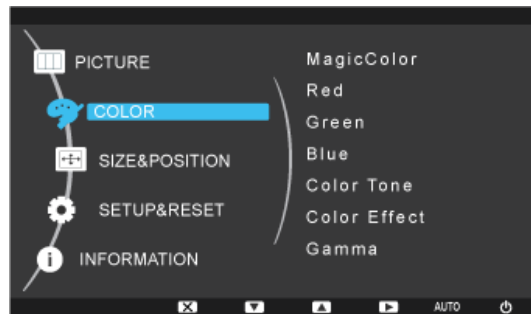 PICTURE
COLOR
SIZE&POSITION
SETUP&RESET
INFORMATION
MagicColor
Red
Green
Blue
Color Tone
Color Effect
Gamma
AUTO